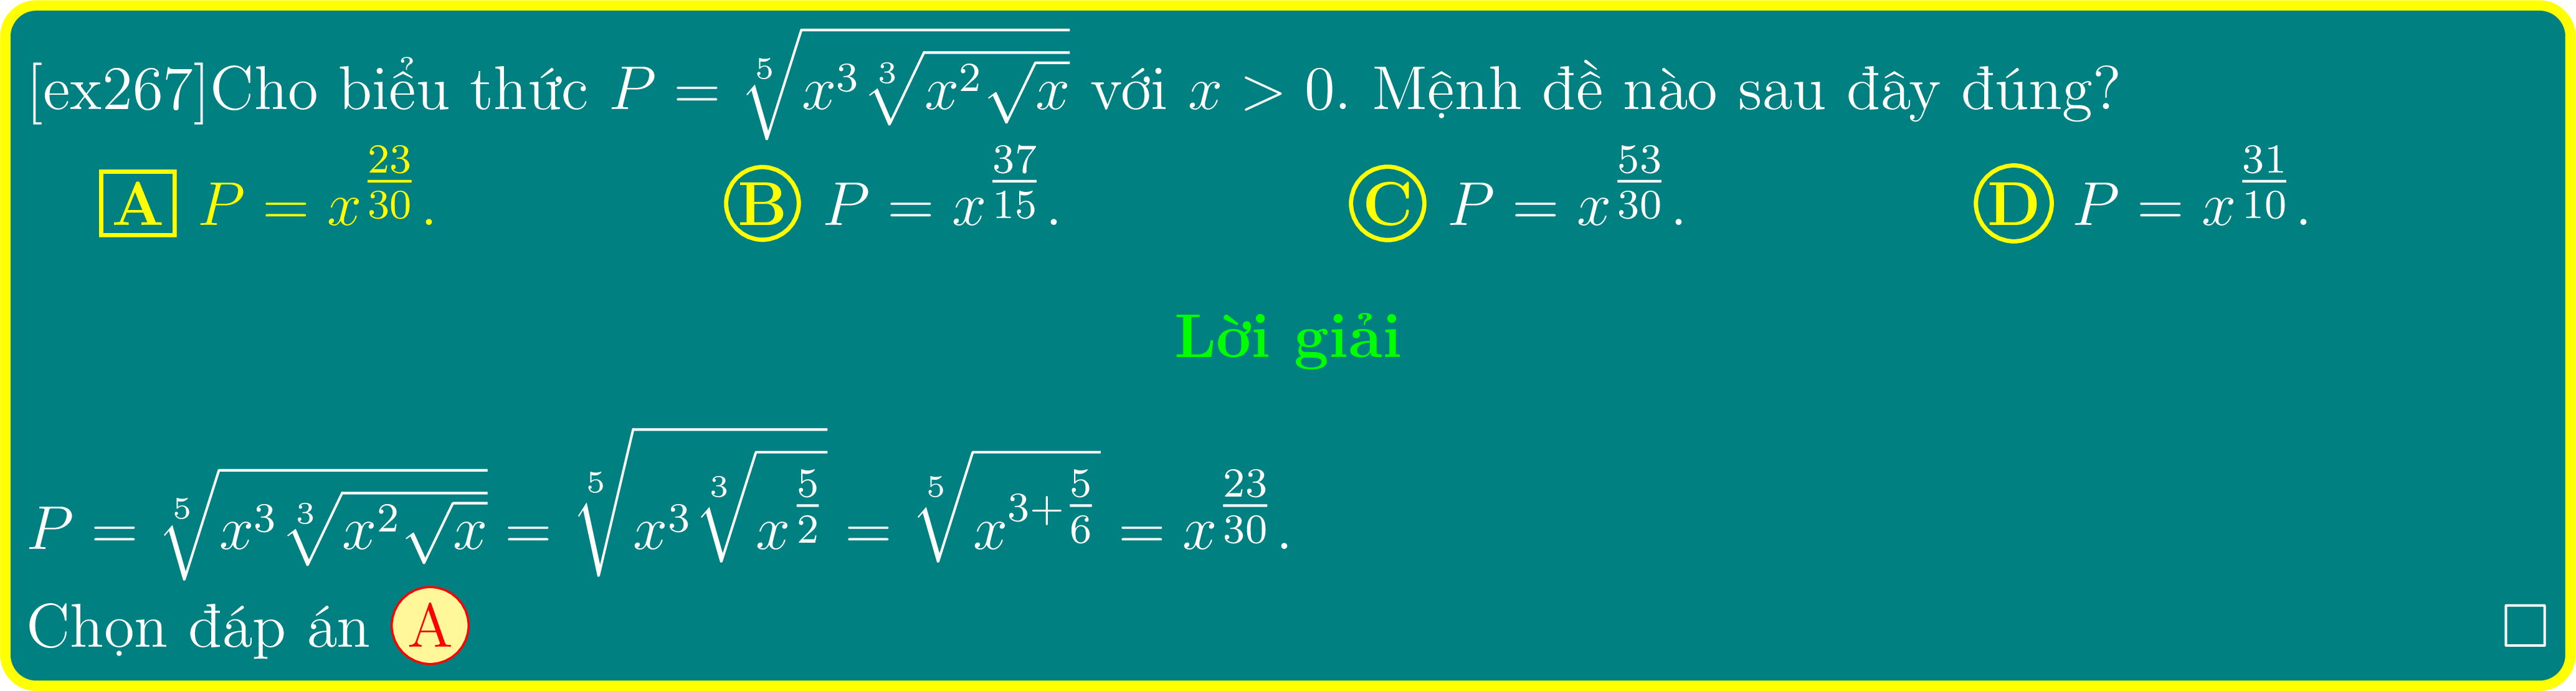 [ex267]Cho biểu thức $P = \sqrt[5]{x^3\sqrt[3]{x^2\sqrt{x}}}$ với $x > 0$. Mệnh đề nào sau đây đúng?
A $P = x^{\frac{23}{30}}$. B $P = x^{\frac{37}{15}}$. C $P = x^{\frac{53}{30}}$. D $P = x^{\frac{31}{10}}$.
Lời giải
$P = \sqrt[5]{x^3\sqrt[3]{x^2\sqrt{x}}} = \sqrt[5]{x^3\sqrt[3]{x^{\frac{5}{2}}}} = \sqrt[5]{x^{3+\frac{5}{6}}} = x^{\frac{23}{30}}$.
Chọn đáp án A □